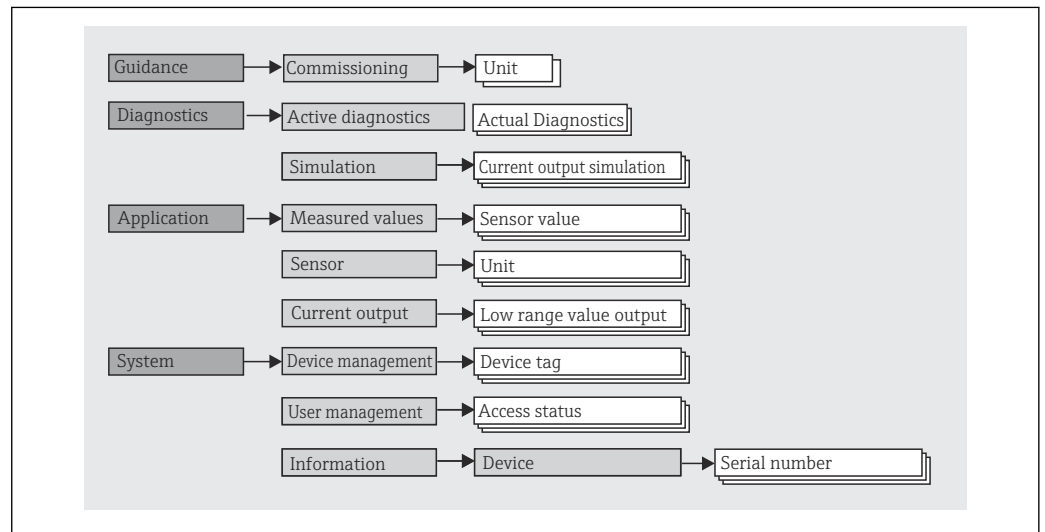 Guidance Commissioning Unit
Diagnostics Active diagnostics Actual Diagnostics
Simulation Current output simulation
Application Measured values Sensor value
Sensor Unit
Current output Low range value output
System Device management Device tag
User management Access status
Information Device Serial number